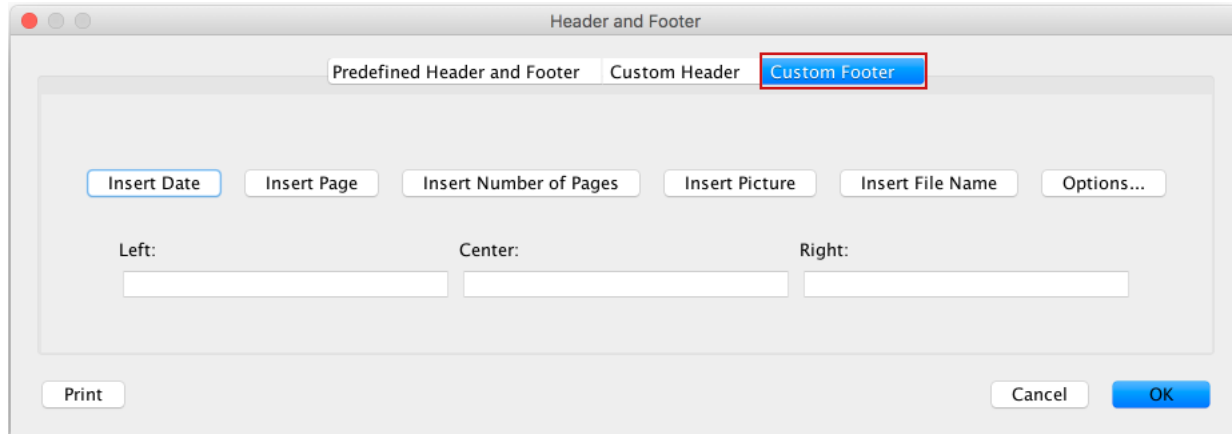 Header and Footer
Predefined Header and Footer Custom Header Custom Footer
Insert Date Insert Page Insert Number of Pages Insert Picture Insert File Name Options...
Left: Center: Right:
Print Cancel OK